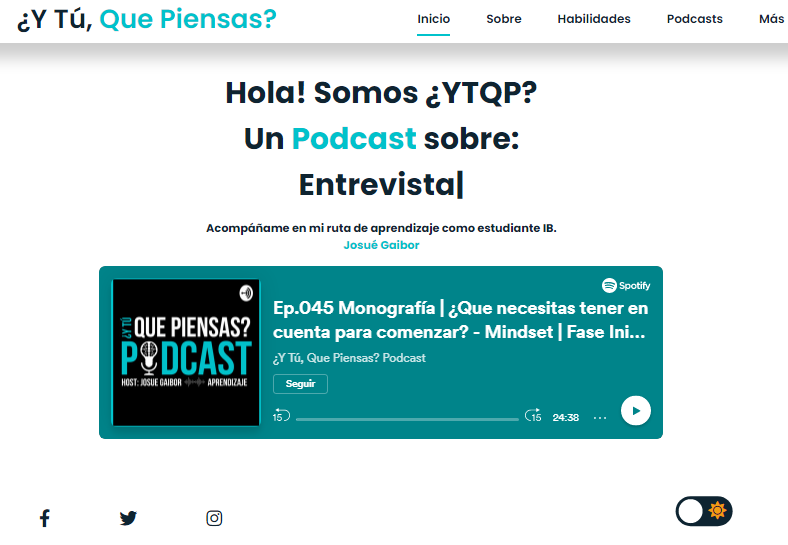 ¿Y Tú, Que Piensas?
Inicio Sobre Habilidades Podcasts Más
Hola! Somos ¿YTQP?
Un Podcast sobre:
Entrevista|
Acompáñame en mi ruta de aprendizaje como estudiante IB.
Josué Gaibor
Spotify
¿Y TÚ QUE PIENSAS?
PODCAST
HOST: JOSUE GAIBOR APRENDIZAJE
Ep.045 Monografía | ¿Que necesitas tener en
cuenta para comenzar? - Mindset | Fase Ini...
¿Y Tú, Que Piensas? Podcast
Seguir
15 15 24:38 ...